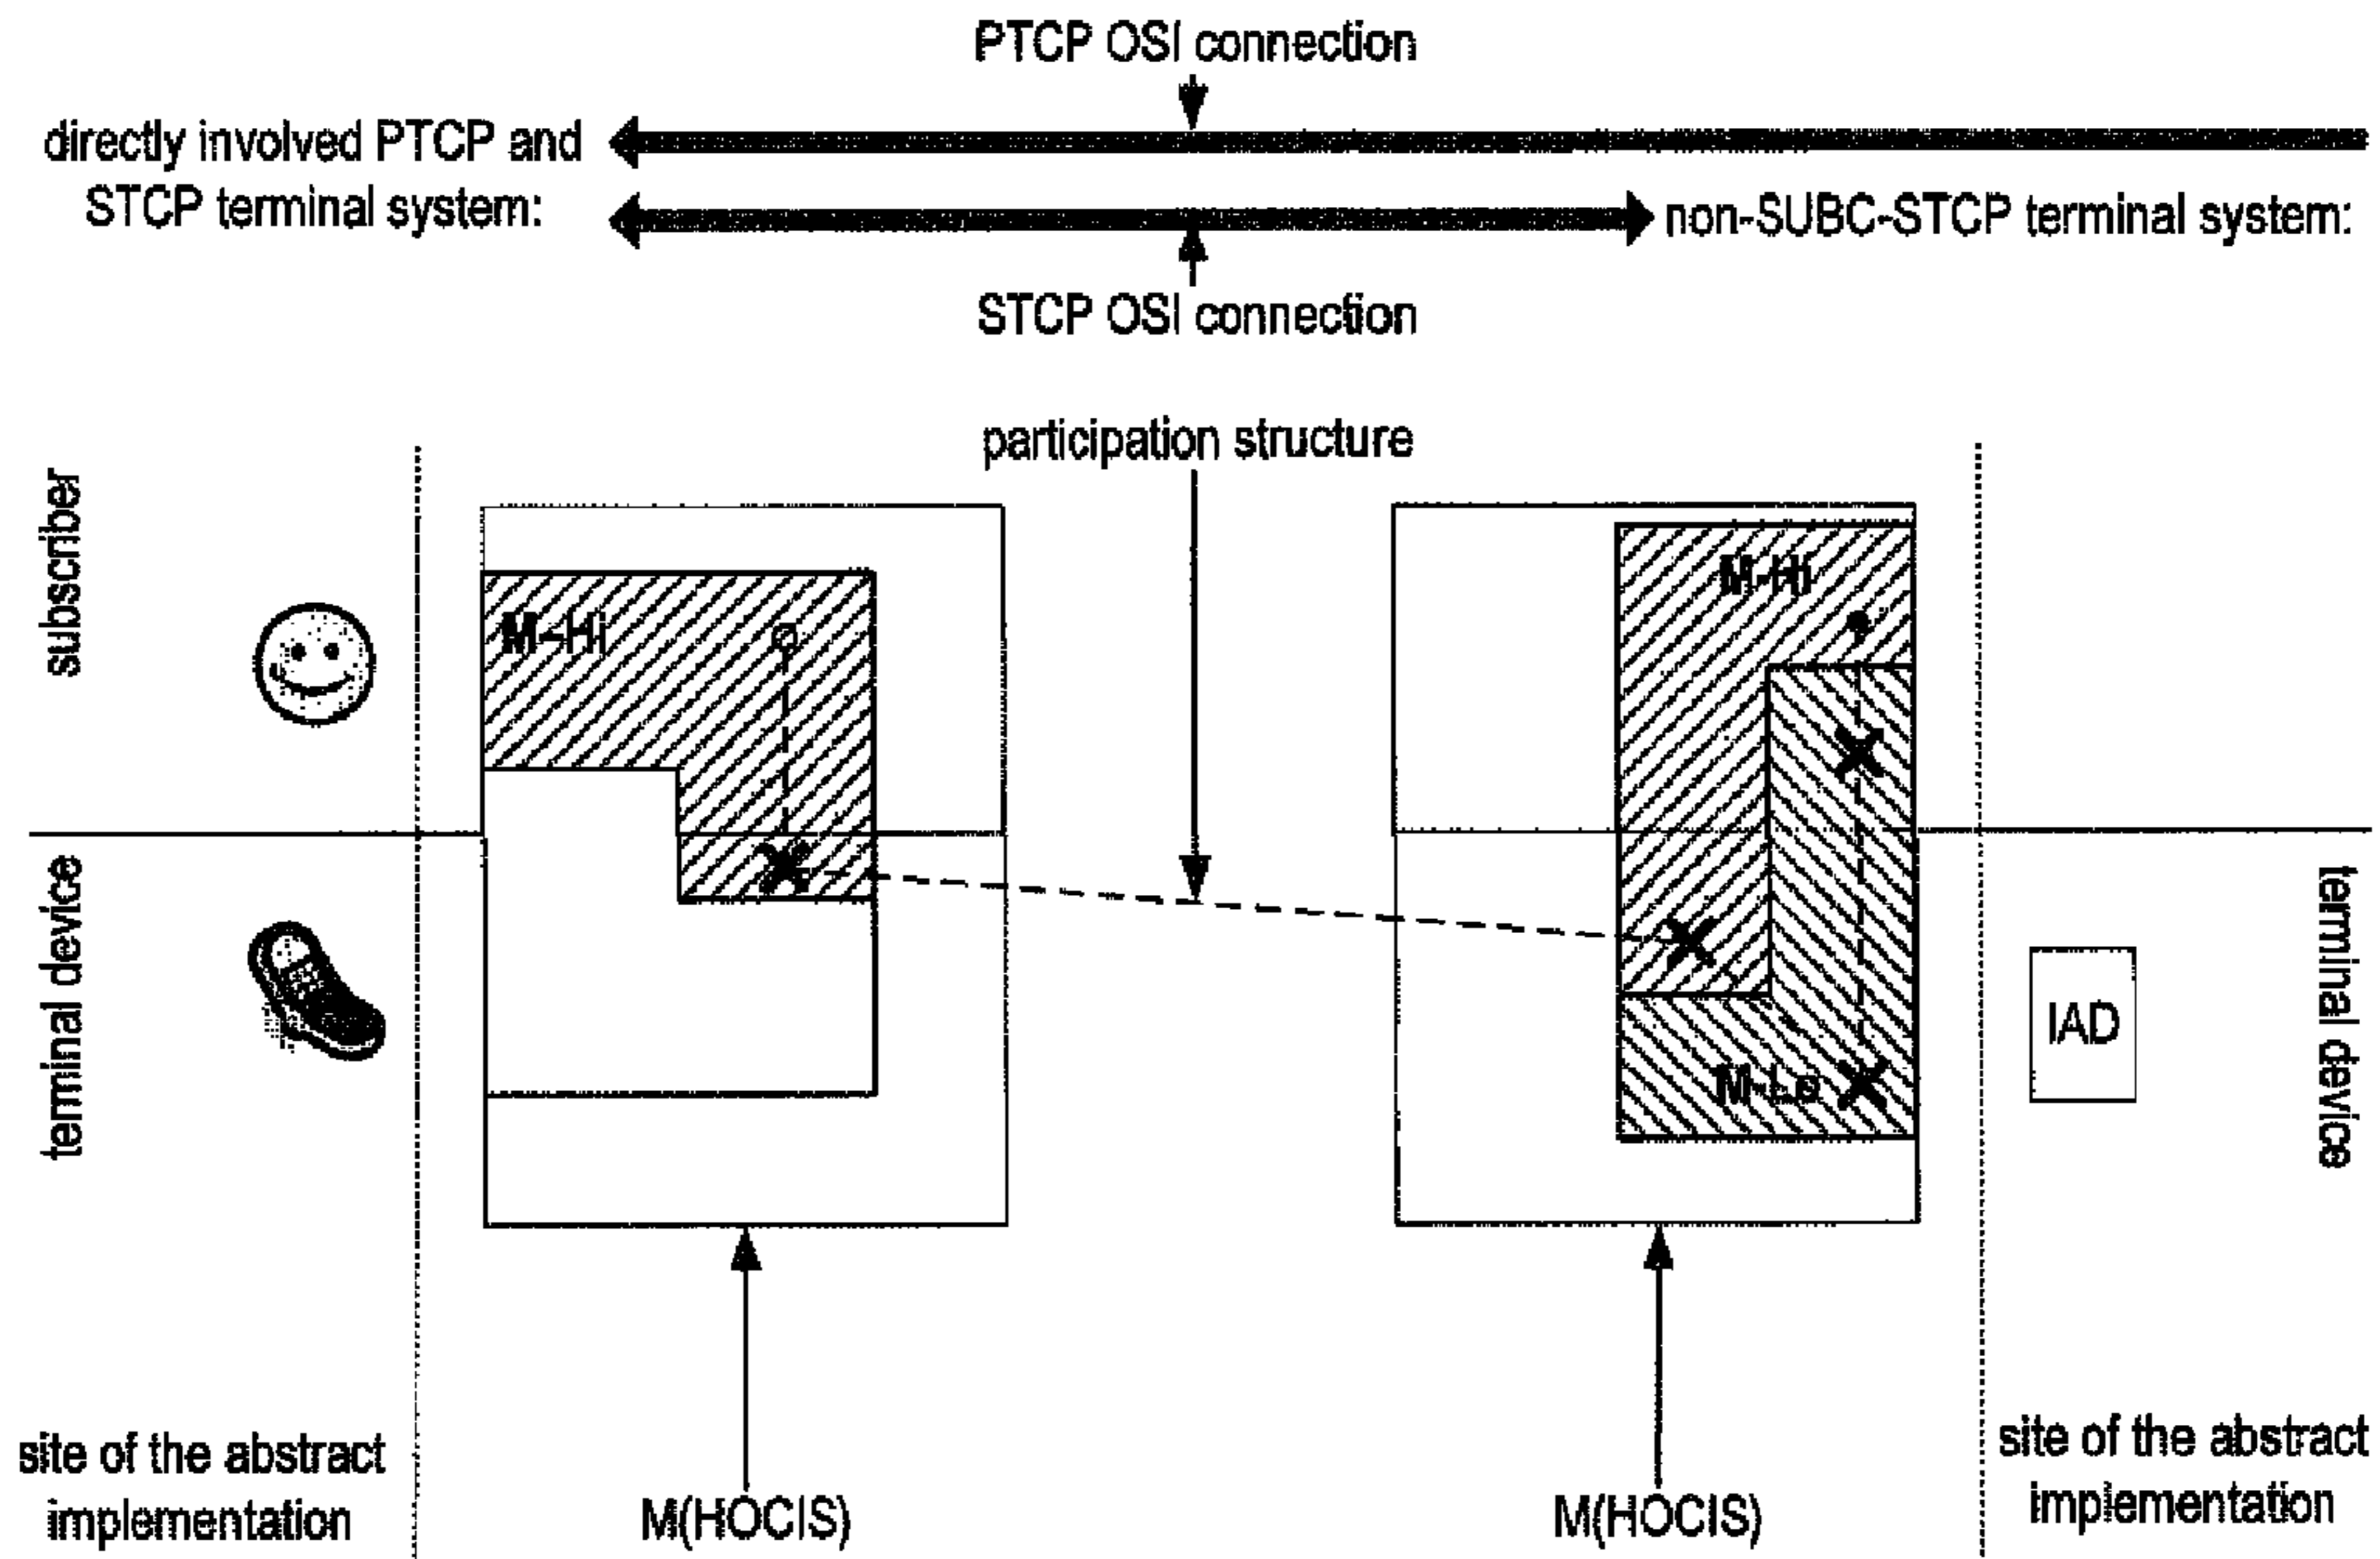 PTCP OSI connection
directly involved PTCP and
STCP terminal system:
non-SUBC-STCP terminal system:
STCP OSI connection
participation structure
subscriber
M-Hi
M-Hi
terminal device
M-Lo
IAD
terminal device
site of the abstract
implementation
M(HOCIS)
M(HOCIS)
site of the abstract
implementation